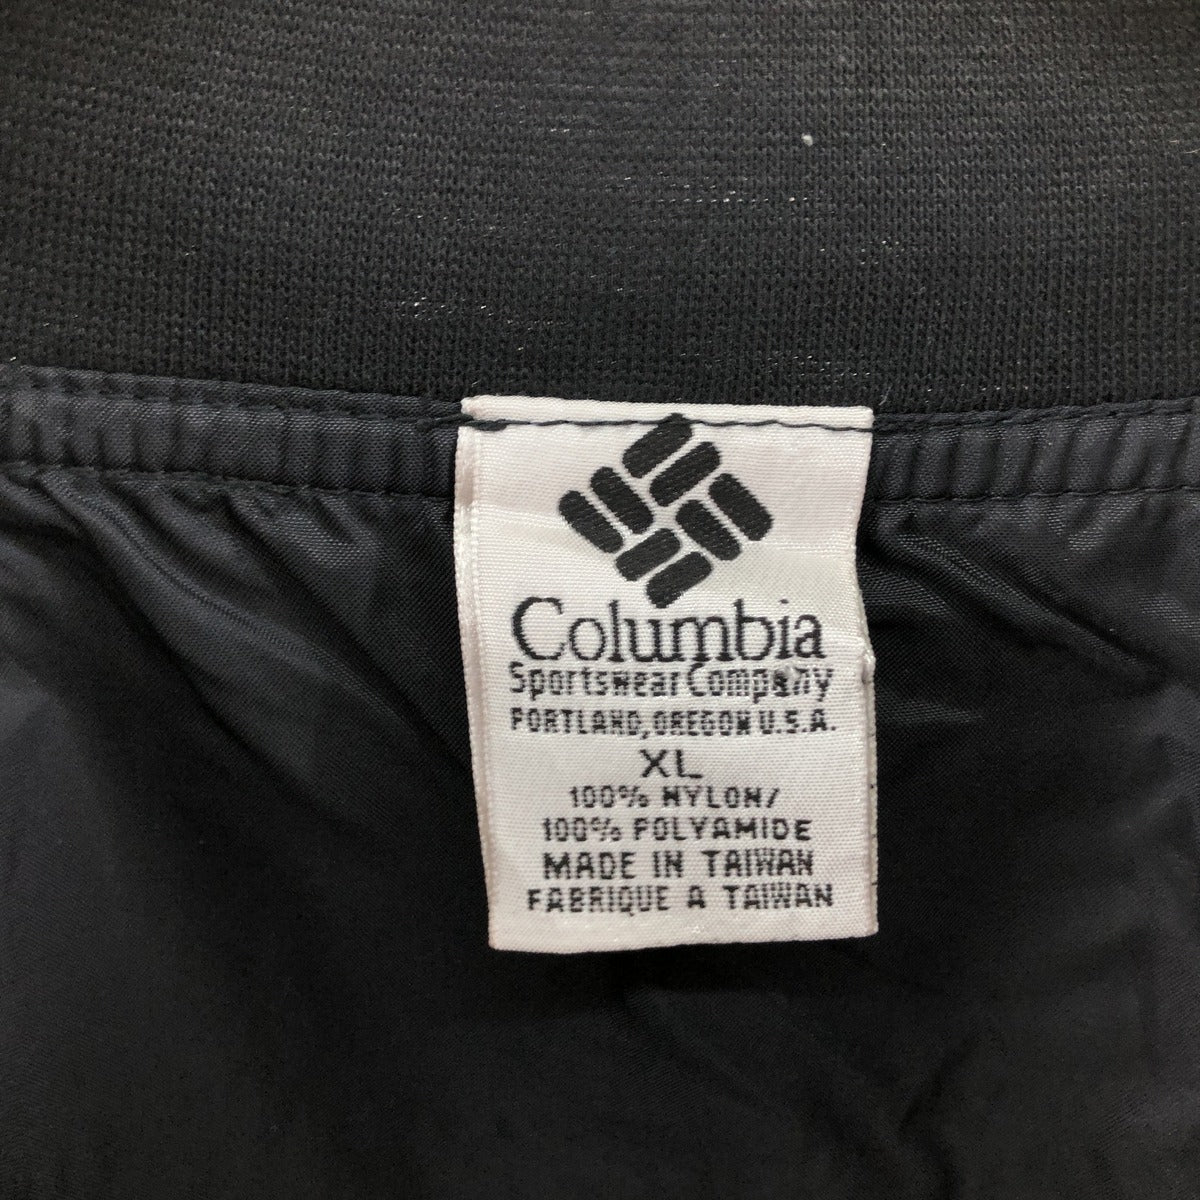 Columbia
Sportswear Company
PORTLAND, OREGON U.S.A.
XL
100% NYLON/
100% POLYAMIDE
MADE IN TAIWAN
FABRIQUE A TAIWAN